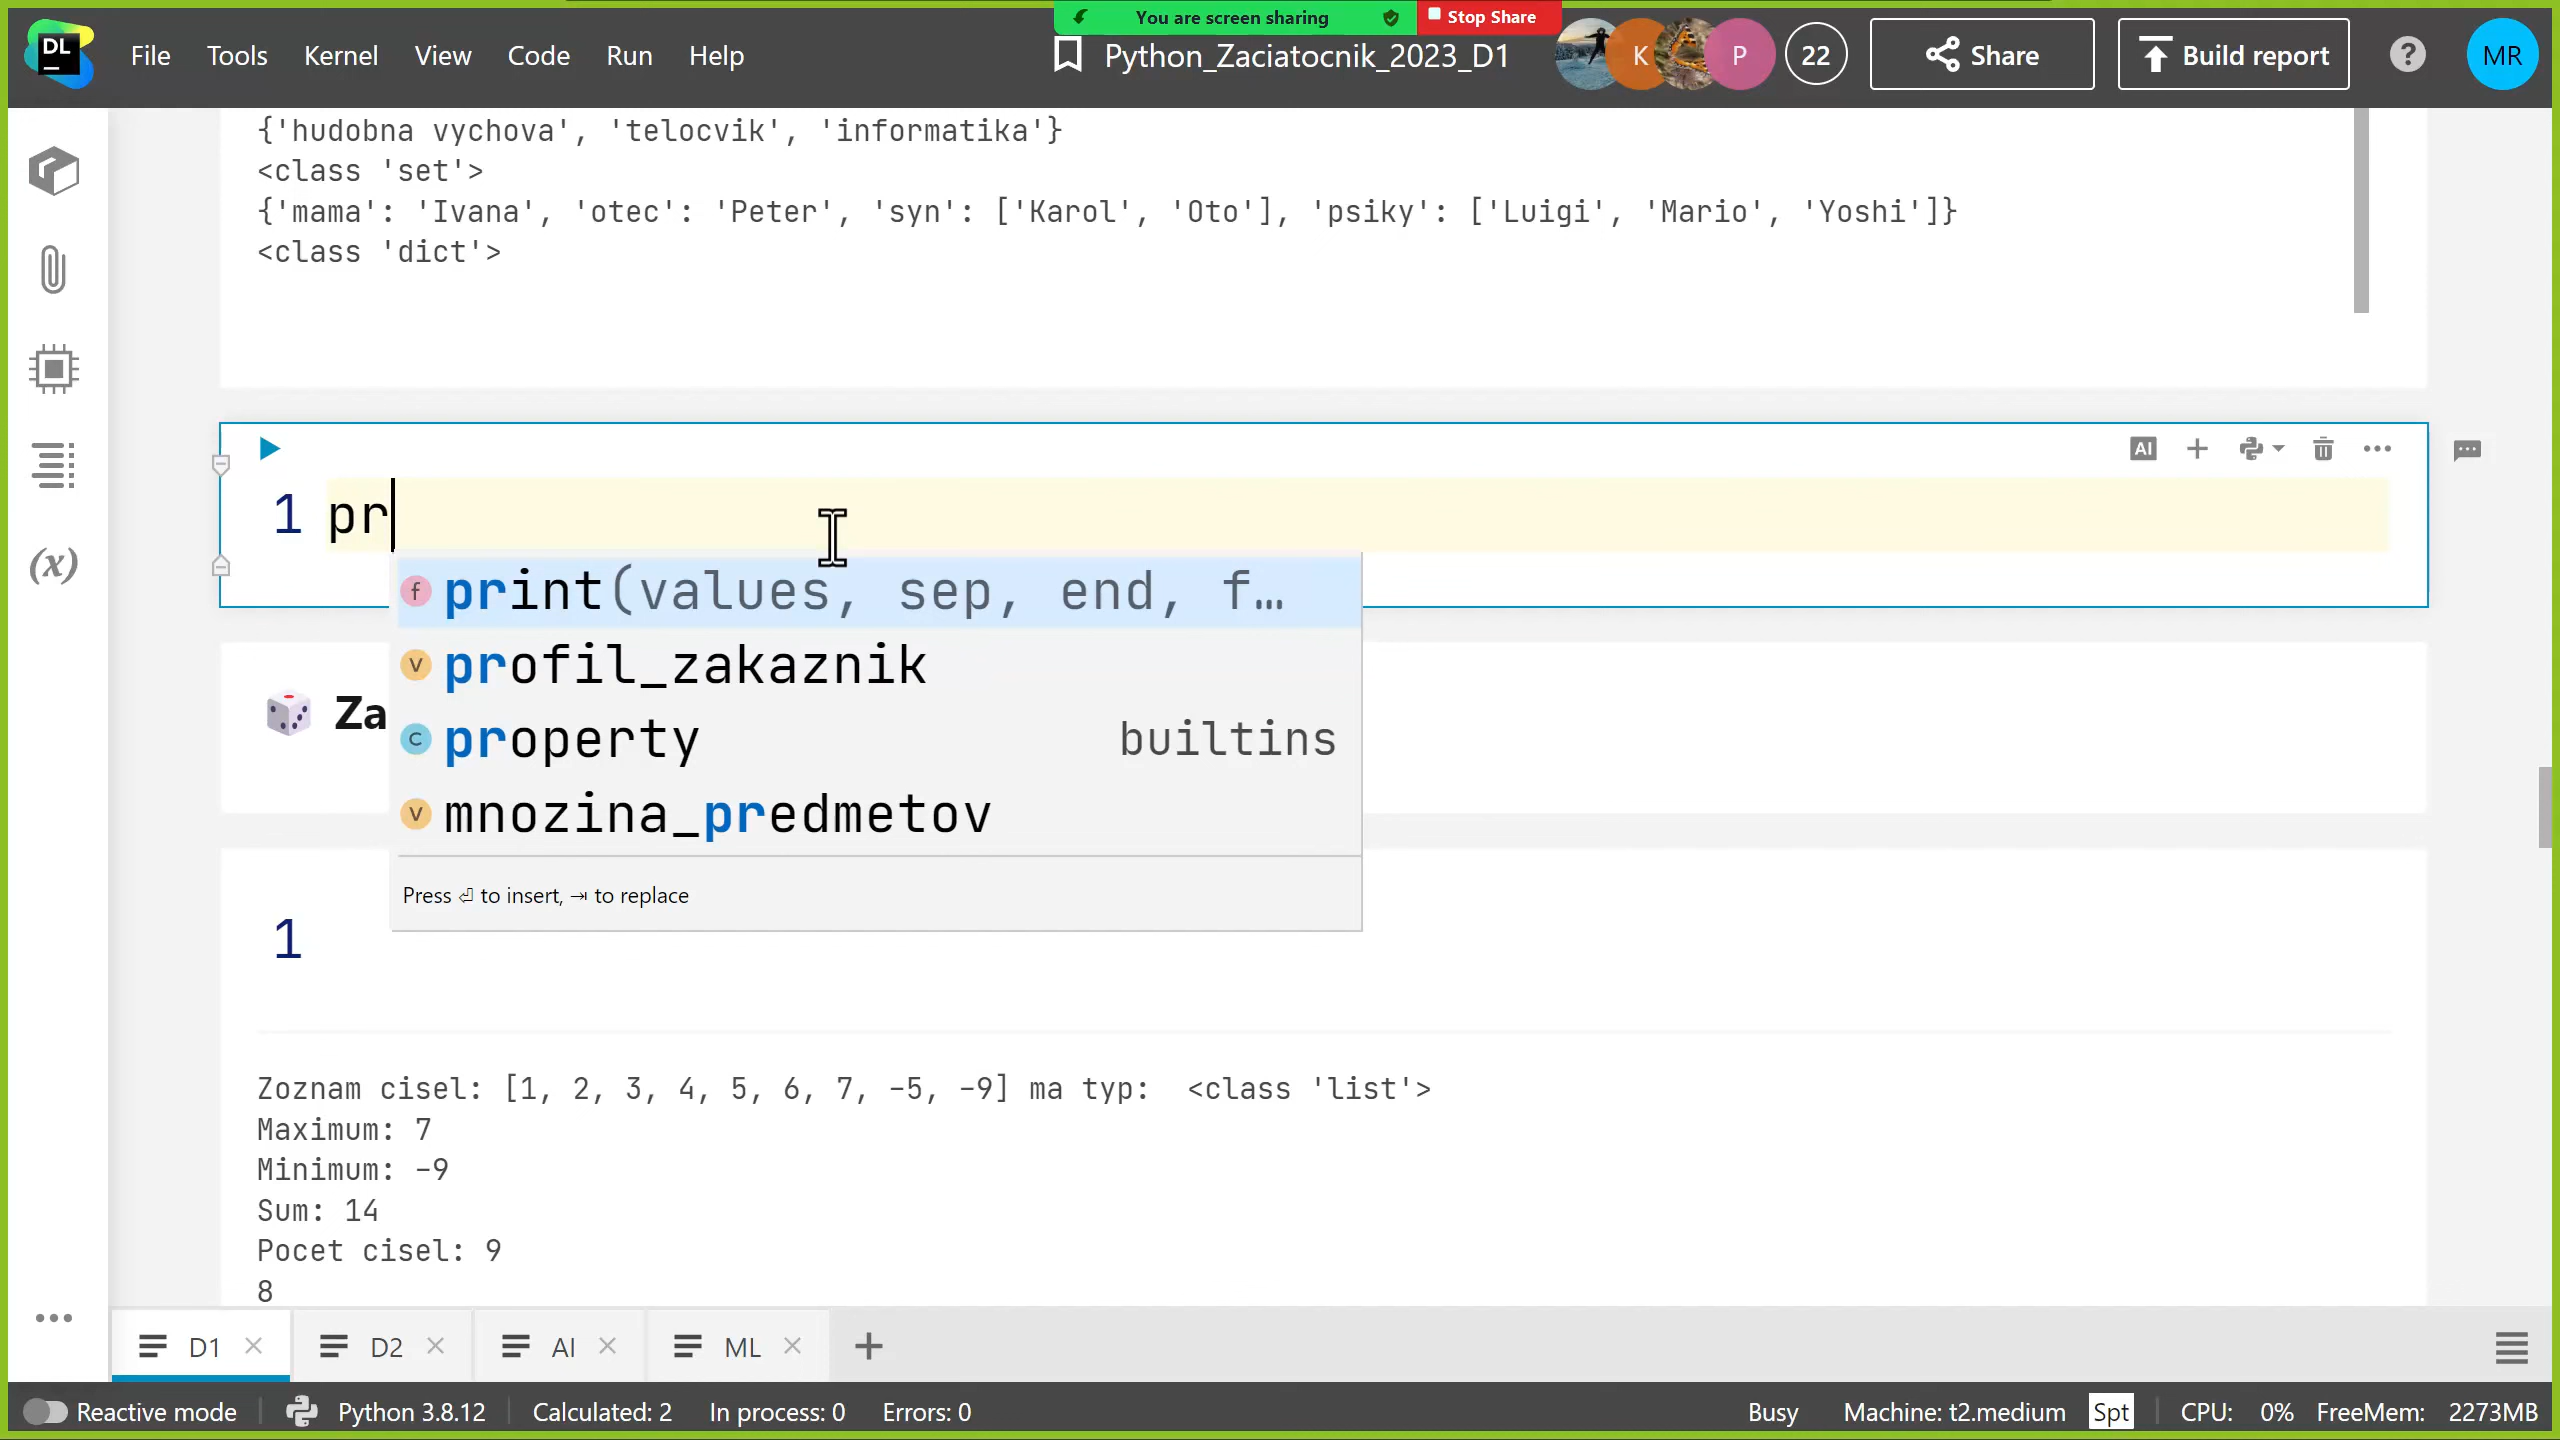 You are screen sharing Stop Share
DL File Tools Kernel View Code Run Help Python_Zaciatocnik_2023_D1 K P 22 Share Build report ? MR
{'hudobna vychova', 'telocvik', 'informatika'}
<class 'set'>
{'mama': 'Ivana', 'otec': 'Peter', 'syn': ['Karol', 'Oto'], 'psiky': ['Luigi', 'Mario', 'Yoshi']}
<class 'dict'>
AI
1 pr
f print(values, sep, end, f…
v profil_zakaznik
c property builtins
v mnozina_predmetov
Press ⏎ to insert, ⇥ to replace
Za
1
Zoznam cisel: [1, 2, 3, 4, 5, 6, 7, -5, -9] ma typ:  <class 'list'>
Maximum: 7
Minimum: -9
Sum: 14
Pocet cisel: 9
8
(x)
D1 D2 AI ML
Reactive mode Python 3.8.12 Calculated: 2 In process: 0 Errors: 0 Busy Machine: t2.medium Spt CPU: 0% FreeMem: 2273MB